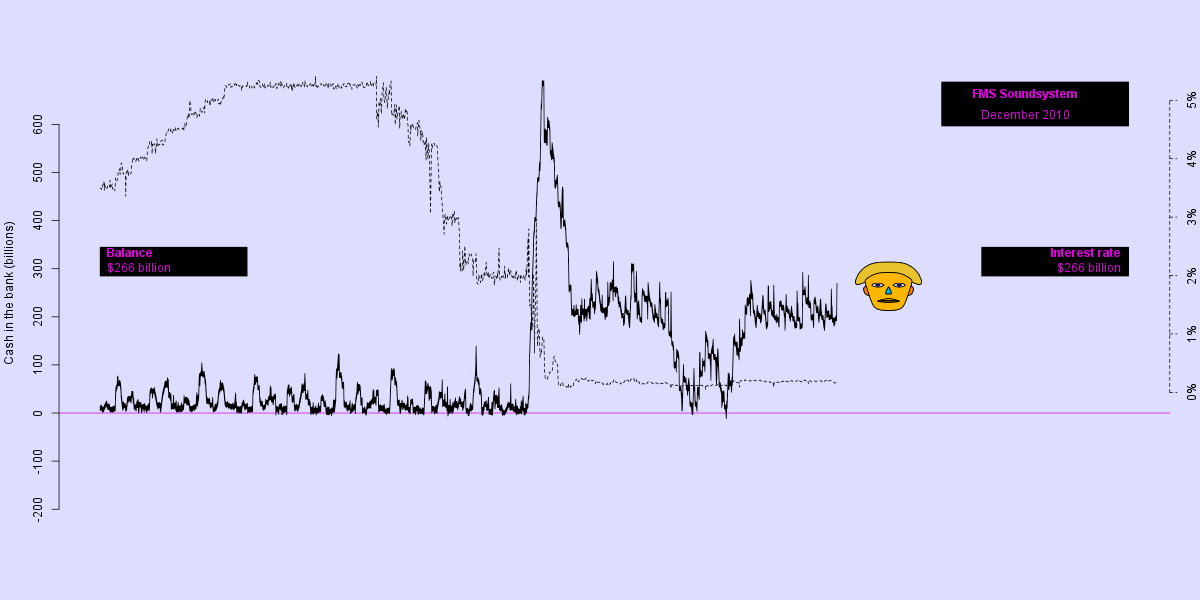 FMS Soundsystem
December 2010
Balance
$266 billion
Interest rate
$266 billion
Cash in the bank (billions)
600
500
400
300
200
100
0
-100
-200
5%
4%
3%
2%
1%
0%